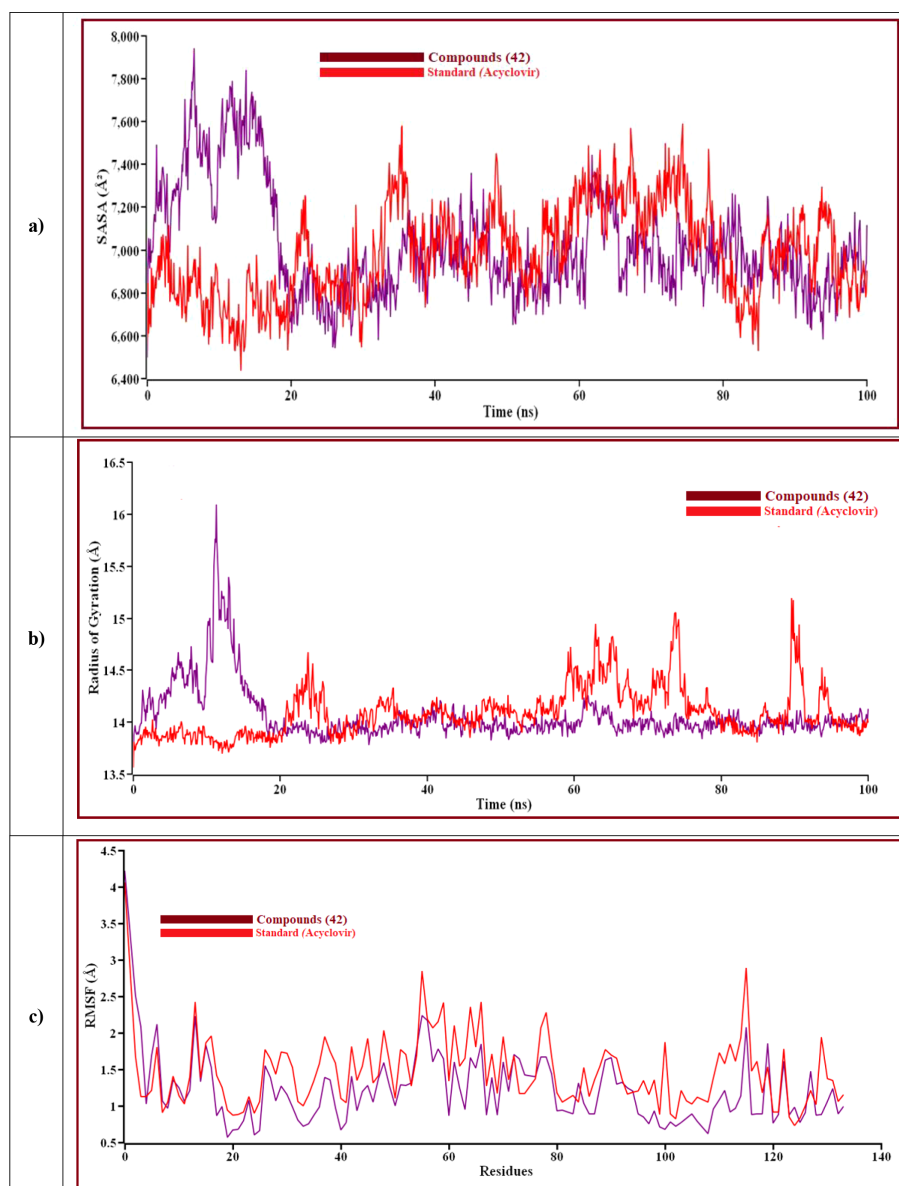 a)
8,000
7,800
7,600
7,400
7,200
7,000
6,800
6,600
6,400
SASA (Å²)
Compounds (42)
Standard (Acyclovir)
0 20 40 60 80 100
Time (ns)
b)
16.5
16
15.5
15
14.5
14
13.5
Radius of Gyration (Å)
Compounds (42)
Standard (Acyclovir)
0 20 40 60 80 100
Time (ns)
c)
4.5
4
3.5
3
2.5
2
1.5
1
0.5
RMSF (Å)
Compounds (42)
Standard (Acyclovir)
0 20 40 60 80 100 120 140
Residues